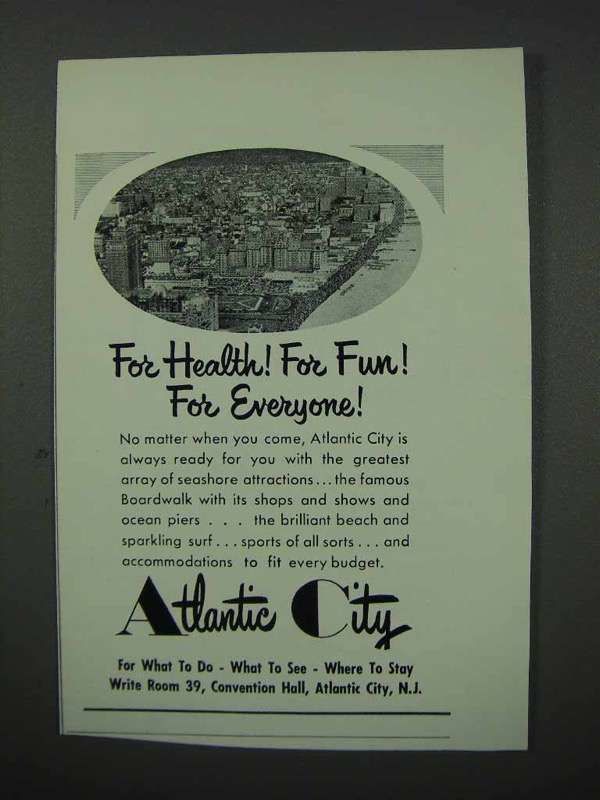 For Health! For Fun!
For Everyone!
No matter when you come, Atlantic City is
always ready for you with the greatest
array of seashore attractions...the famous
Boardwalk with its shops and shows and
ocean piers . . . the brilliant beach and
sparkling surf...sports of all sorts...and
accommodations to fit every budget.
Atlantic City
For What To Do - What To See - Where To Stay
Write Room 39, Convention Hall, Atlantic City, N.J.